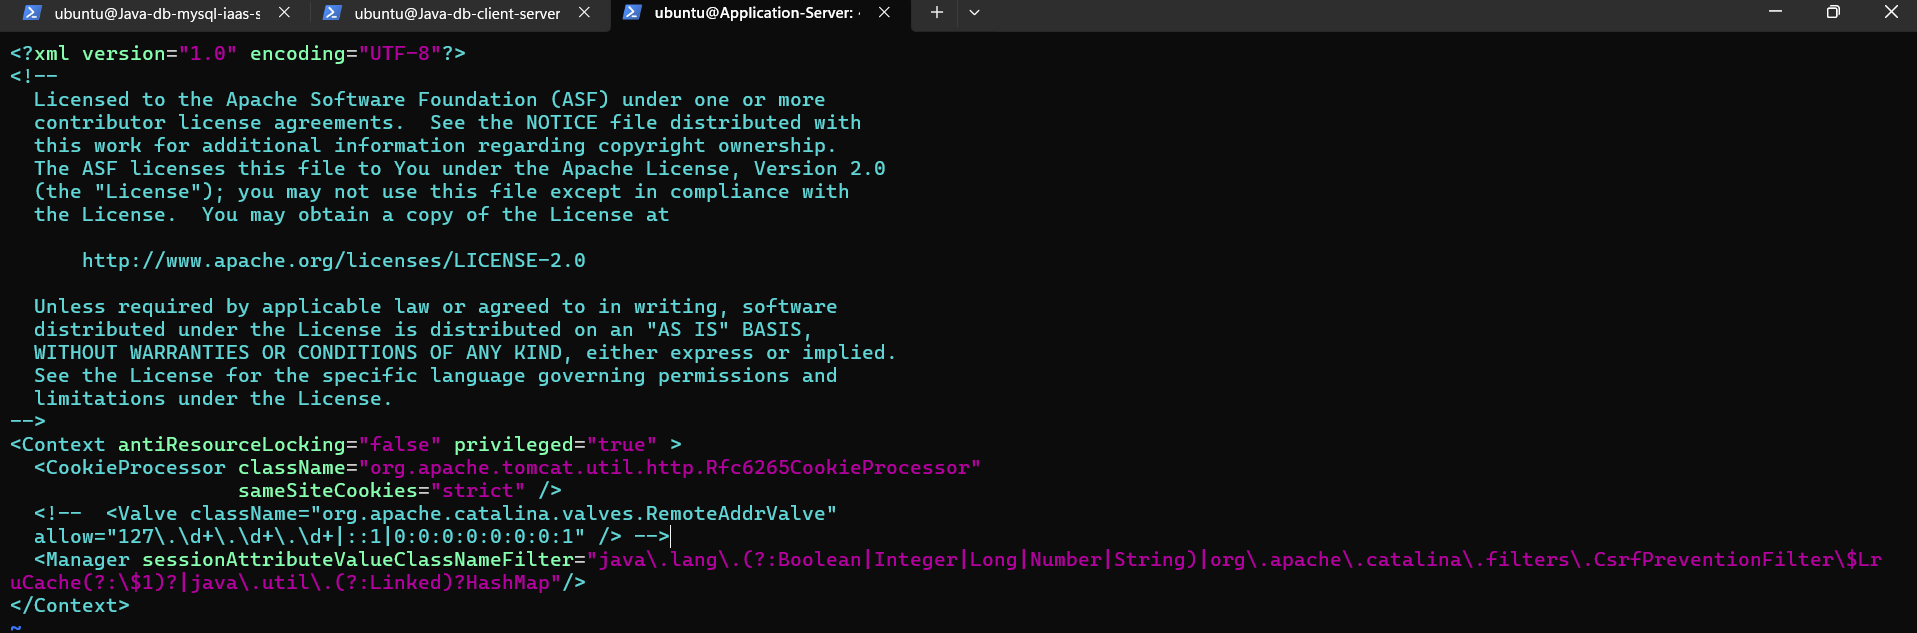 ubuntu@Java-db-mysql-iaas-s
ubuntu@Java-db-client-server
ubuntu@Application-Server:
<?xml version="1.0" encoding="UTF-8"?>
<!--
  Licensed to the Apache Software Foundation (ASF) under one or more
  contributor license agreements.  See the NOTICE file distributed with
  this work for additional information regarding copyright ownership.
  The ASF licenses this file to You under the Apache License, Version 2.0
  (the "License"); you may not use this file except in compliance with
  the License.  You may obtain a copy of the License at

      http://www.apache.org/licenses/LICENSE-2.0

  Unless required by applicable law or agreed to in writing, software
  distributed under the License is distributed on an "AS IS" BASIS,
  WITHOUT WARRANTIES OR CONDITIONS OF ANY KIND, either express or implied.
  See the License for the specific language governing permissions and
  limitations under the License.
-->
<Context antiResourceLocking="false" privileged="true" >
  <CookieProcessor className="org.apache.tomcat.util.http.Rfc6265CookieProcessor"
                   sameSiteCookies="strict" />
  <!--  <Valve className="org.apache.catalina.valves.RemoteAddrValve"
  allow="127\.\d+\.\d+\.\d+|::1|0:0:0:0:0:0:0:1" /> -->
  <Manager sessionAttributeValueClassNameFilter="java\.lang\.(?:Boolean|Integer|Long|Number|String)|org\.apache\.catalina\.filters\.CsrfPreventionFilter\$Lr
uCache(?:\$1)?|java\.util\.(?:Linked)?HashMap"/>
</Context>
~